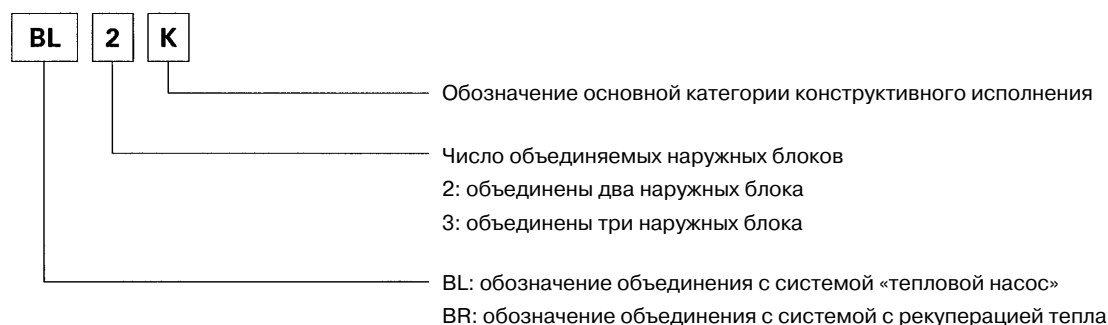 BL 2 K
Обозначение основной категории конструктивного исполнения
Число объединяемых наружных блоков
2: объединены два наружных блока
3: объединены три наружных блока
BL: обозначение объединения с системой «тепловой насос»
BR: обозначение объединения с системой с рекуперацией тепла